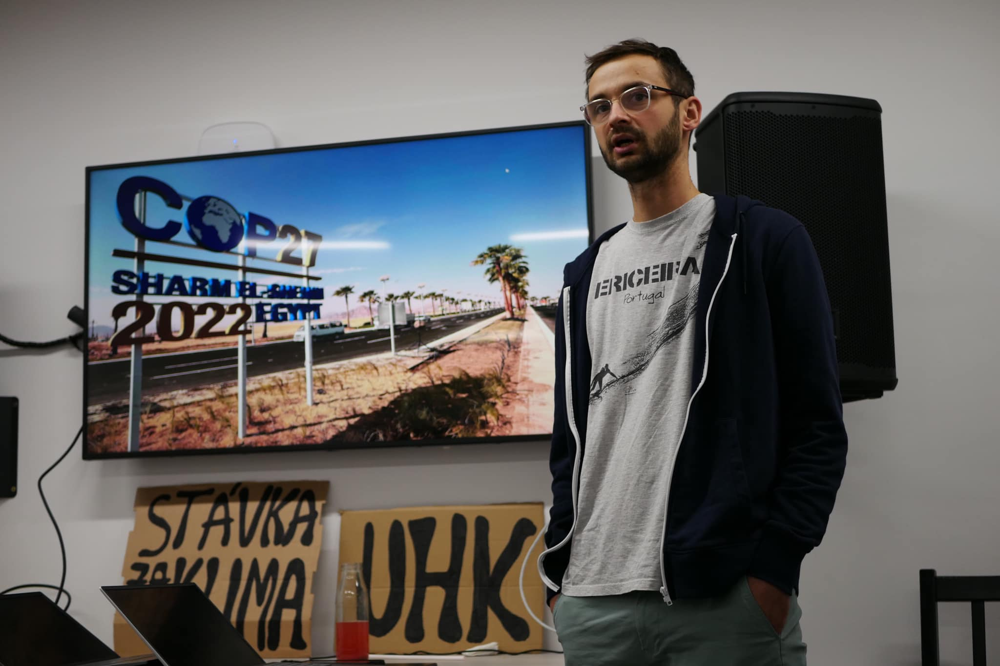 COP27
SHARM EL-SHEIKH
2022 EGYPT
ERICEIRA
Portugal
STÁVKA
ZA KLIMA
UHK